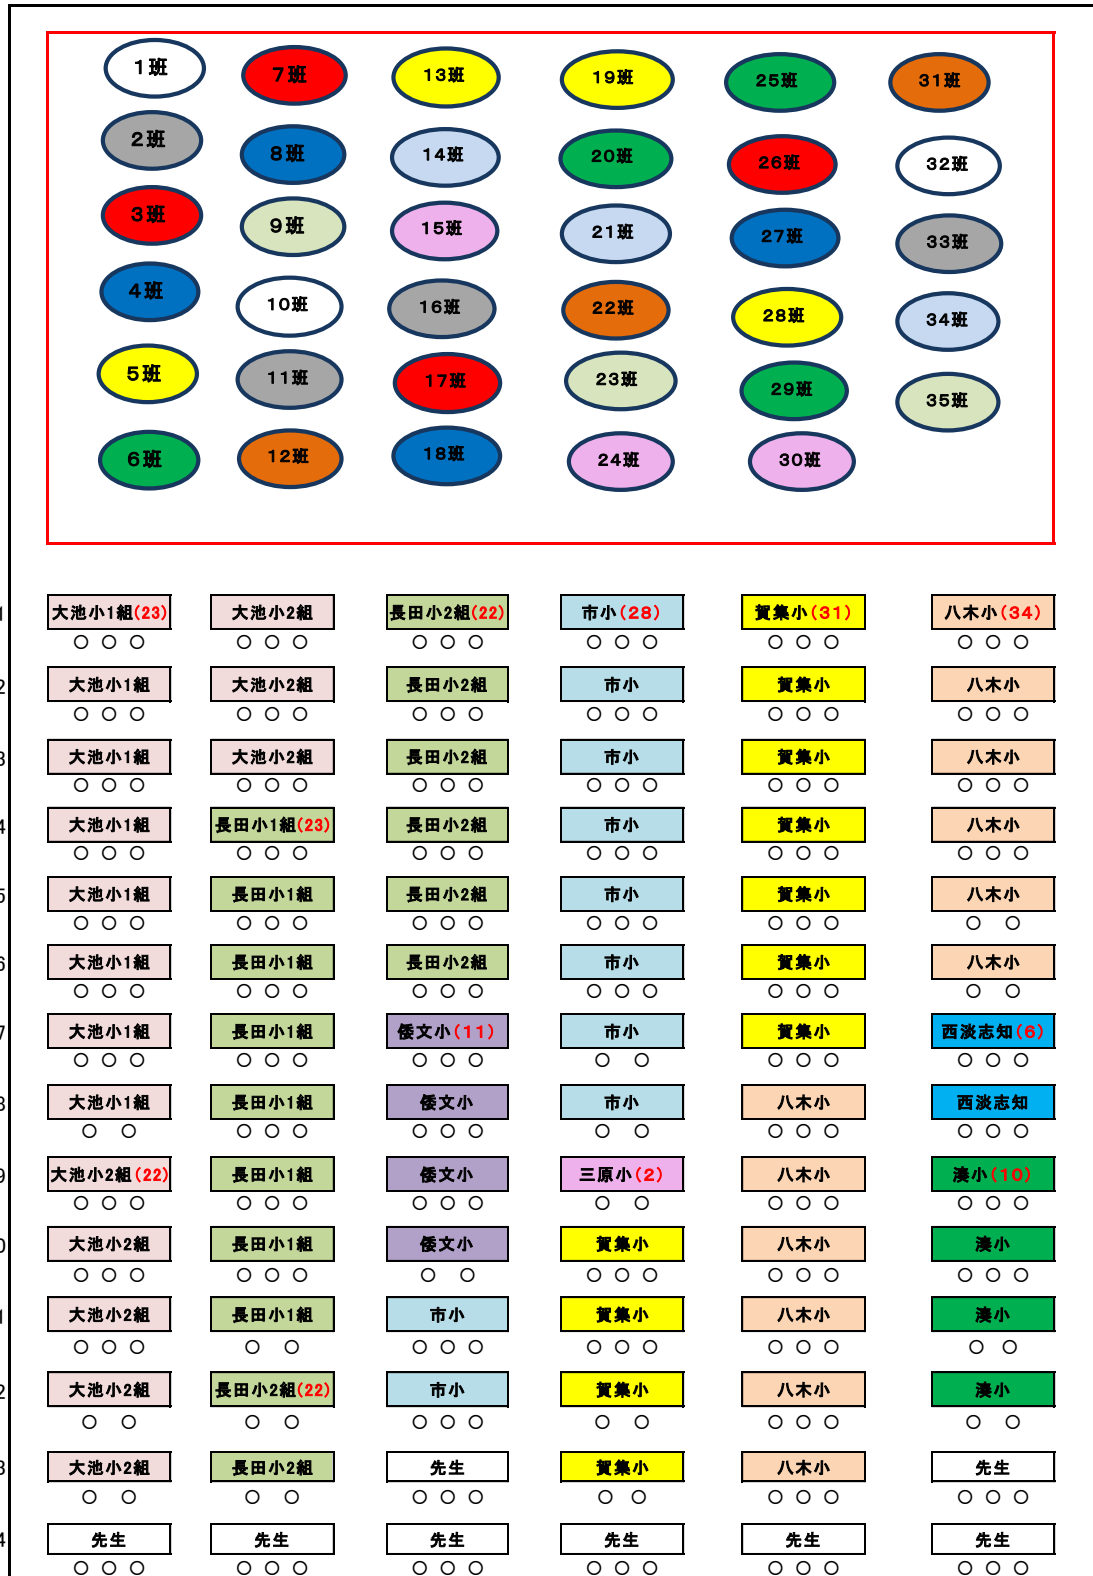 1班 7班 13班 19班 25班 31班
2班 8班 14班 20班 26班 32班
3班 9班 15班 21班 27班 33班
4班 10班 16班 22班 28班 34班
5班 11班 17班 23班 29班 35班
6班 12班 18班 24班 30班
1 大池小1組(23) 大池小2組 長田小2組(22) 市小(28) 賀集小(31) 八木小(34)
○ ○ ○ ○ ○ ○ ○ ○ ○ ○ ○ ○ ○ ○ ○ ○ ○ ○
2 大池小1組 大池小2組 長田小2組 市小 賀集小 八木小
○ ○ ○ ○ ○ ○ ○ ○ ○ ○ ○ ○ ○ ○ ○ ○ ○ ○
3 大池小1組 大池小2組 長田小2組 市小 賀集小 八木小
○ ○ ○ ○ ○ ○ ○ ○ ○ ○ ○ ○ ○ ○ ○ ○ ○ ○
4 大池小1組 長田小1組(23) 長田小2組 市小 賀集小 八木小
○ ○ ○ ○ ○ ○ ○ ○ ○ ○ ○ ○ ○ ○ ○ ○ ○ ○
5 大池小1組 長田小1組 長田小2組 市小 賀集小 八木小
○ ○ ○ ○ ○ ○ ○ ○ ○ ○ ○ ○ ○ ○ ○ ○ ○
6 大池小1組 長田小1組 長田小2組 市小 賀集小 八木小
○ ○ ○ ○ ○ ○ ○ ○ ○ ○ ○ ○ ○ ○ ○ ○ ○
7 大池小1組 長田小1組 倭文小(11) 市小 賀集小 西淡志知(6)
○ ○ ○ ○ ○ ○ ○ ○ ○ ○ ○ ○ ○ ○ ○ ○ ○
8 大池小1組 長田小1組 倭文小 市小 八木小 西淡志知
○ ○ ○ ○ ○ ○ ○ ○ ○ ○ ○ ○ ○ ○ ○ ○
9 大池小2組(22) 長田小1組 倭文小 三原小(2) 八木小 湊小(10)
○ ○ ○ ○ ○ ○ ○ ○ ○ ○ ○ ○ ○ ○ ○ ○ ○
0 大池小2組 長田小1組 倭文小 賀集小 八木小 湊小
○ ○ ○ ○ ○ ○ ○ ○ ○ ○ ○ ○ ○ ○ ○ ○ ○
1 大池小2組 長田小1組 市小 賀集小 八木小 湊小
○ ○ ○ ○ ○ ○ ○ ○ ○ ○ ○ ○ ○ ○ ○ ○
2 大池小2組 長田小2組(22) 市小 賀集小 八木小 湊小
○ ○ ○ ○ ○ ○ ○ ○ ○ ○ ○ ○ ○ ○
3 大池小2組 長田小2組 先生 賀集小 八木小 先生
○ ○ ○ ○ ○ ○ ○ ○ ○ ○ ○ ○ ○ ○ ○
4 先生 先生 先生 先生 先生 先生
○ ○ ○ ○ ○ ○ ○ ○ ○ ○ ○ ○ ○ ○ ○ ○ ○ ○